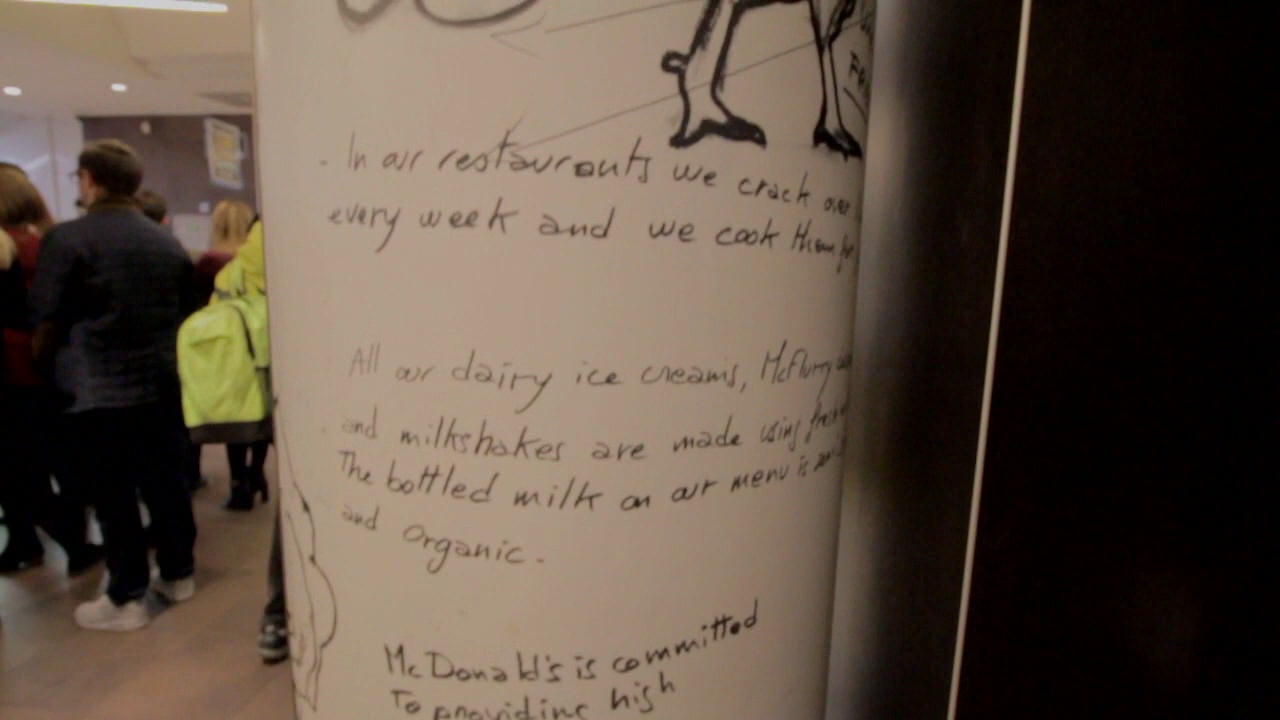 . In our restaurants we crack over
every week and we cook them for
All our dairy ice creams, McFlurry
and milkshakes are made using fresh
The bottled milk on our menu is
and organic.
McDonald's is committed
To providing high